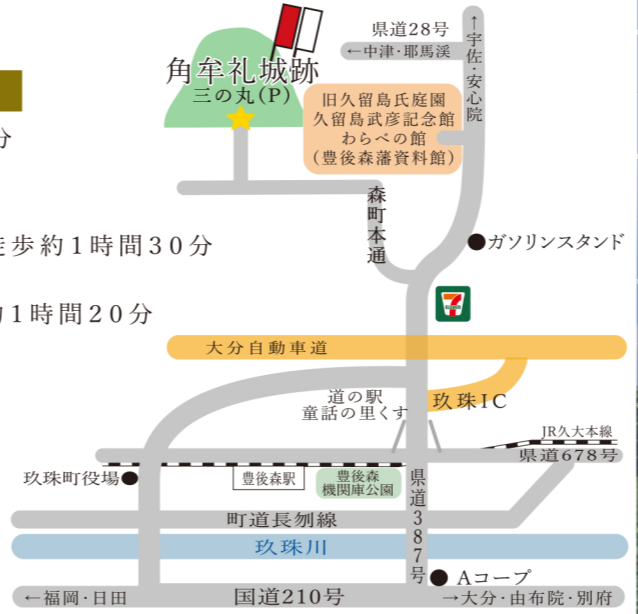 県道28号
←中津・耶馬渓
←宇佐・安心院
角牟礼城跡
三の丸(P)
旧久留島氏庭園
久留島武彦記念館
わらべの館
(豊後森藩資料館)
分
森町本通
徒歩約1時間30分
ガソリンスタンド
約1時間20分
7
大分自動車道
道の駅
童話の里くす
玖珠IC
JR久大本線
県道678号
玖珠町役場
豊後森駅
豊後森
機関庫公園
県道387号
町道長刎線
玖珠川
Aコープ
←福岡・日田
国道210号
→大分・由布院・別府